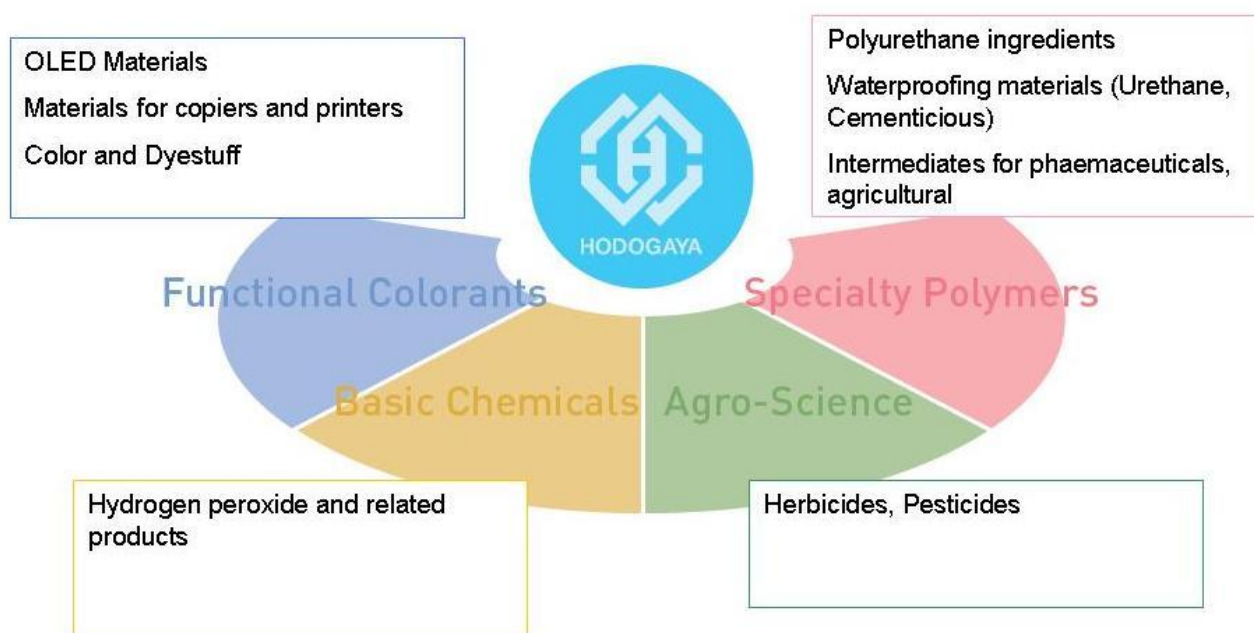 OLED Materials
Materials for copiers and printers
Color and Dyestuff
HODOGAYA
Polyurethane ingredients
Waterproofing materials (Urethane,
Cementicious)
Intermediates for phaemaceuticals,
agricultural
Functional Colorants
Specialty Polymers
Basic Chemicals
Agro-Science
Hydrogen peroxide and related
products
Herbicides, Pesticides